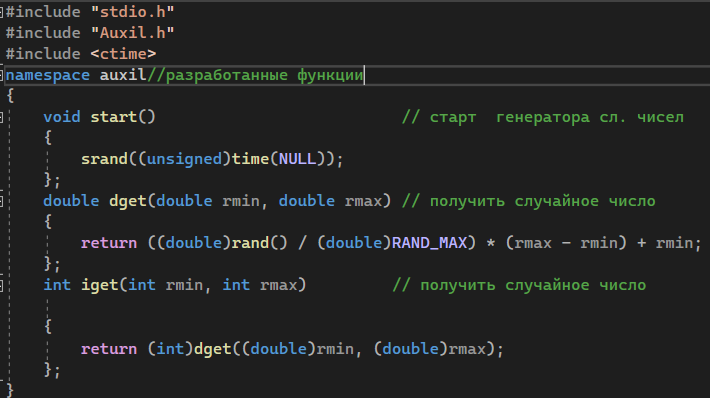 #include "stdio.h"
#include "Auxil.h"
#include <ctime>
namespace auxil//разработанные функции
{
    void start()                          // старт  генератора сл. чисел
    {
        srand((unsigned)time(NULL));
    };
    double dget(double rmin, double rmax) // получить случайное число
    {
        return ((double)rand() / (double)RAND_MAX) * (rmax - rmin) + rmin;
    };
    int iget(int rmin, int rmax)         // получить случайное число

    {
        return (int)dget((double)rmin, (double)rmax);
    };
}